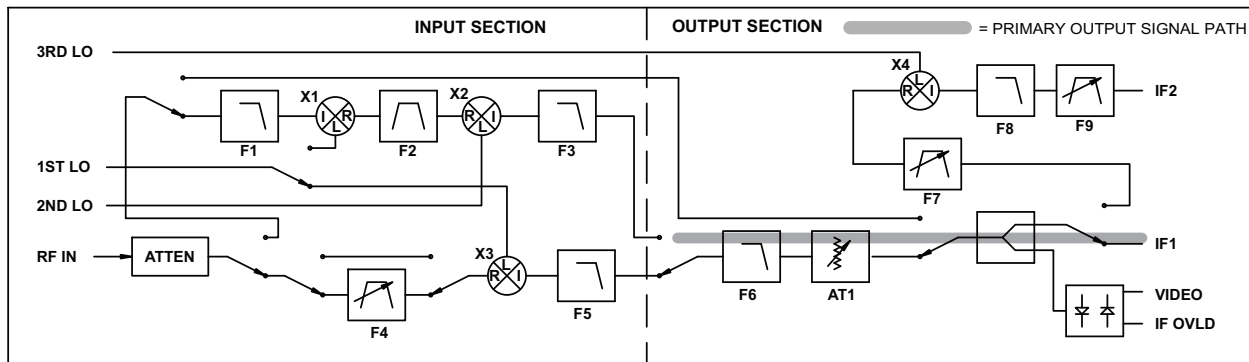 INPUT SECTION
OUTPUT SECTION
= PRIMARY OUTPUT SIGNAL PATH
3RD LO
X4
L
R
I
F8
F9
IF2
X1
I
R
L
X2
R
I
L
F1
F2
F3
1ST LO
F7
2ND LO
RF IN
ATTEN
X3
L
R
I
F4
F5
F6
AT1
IF1
VIDEO
IF OVLD